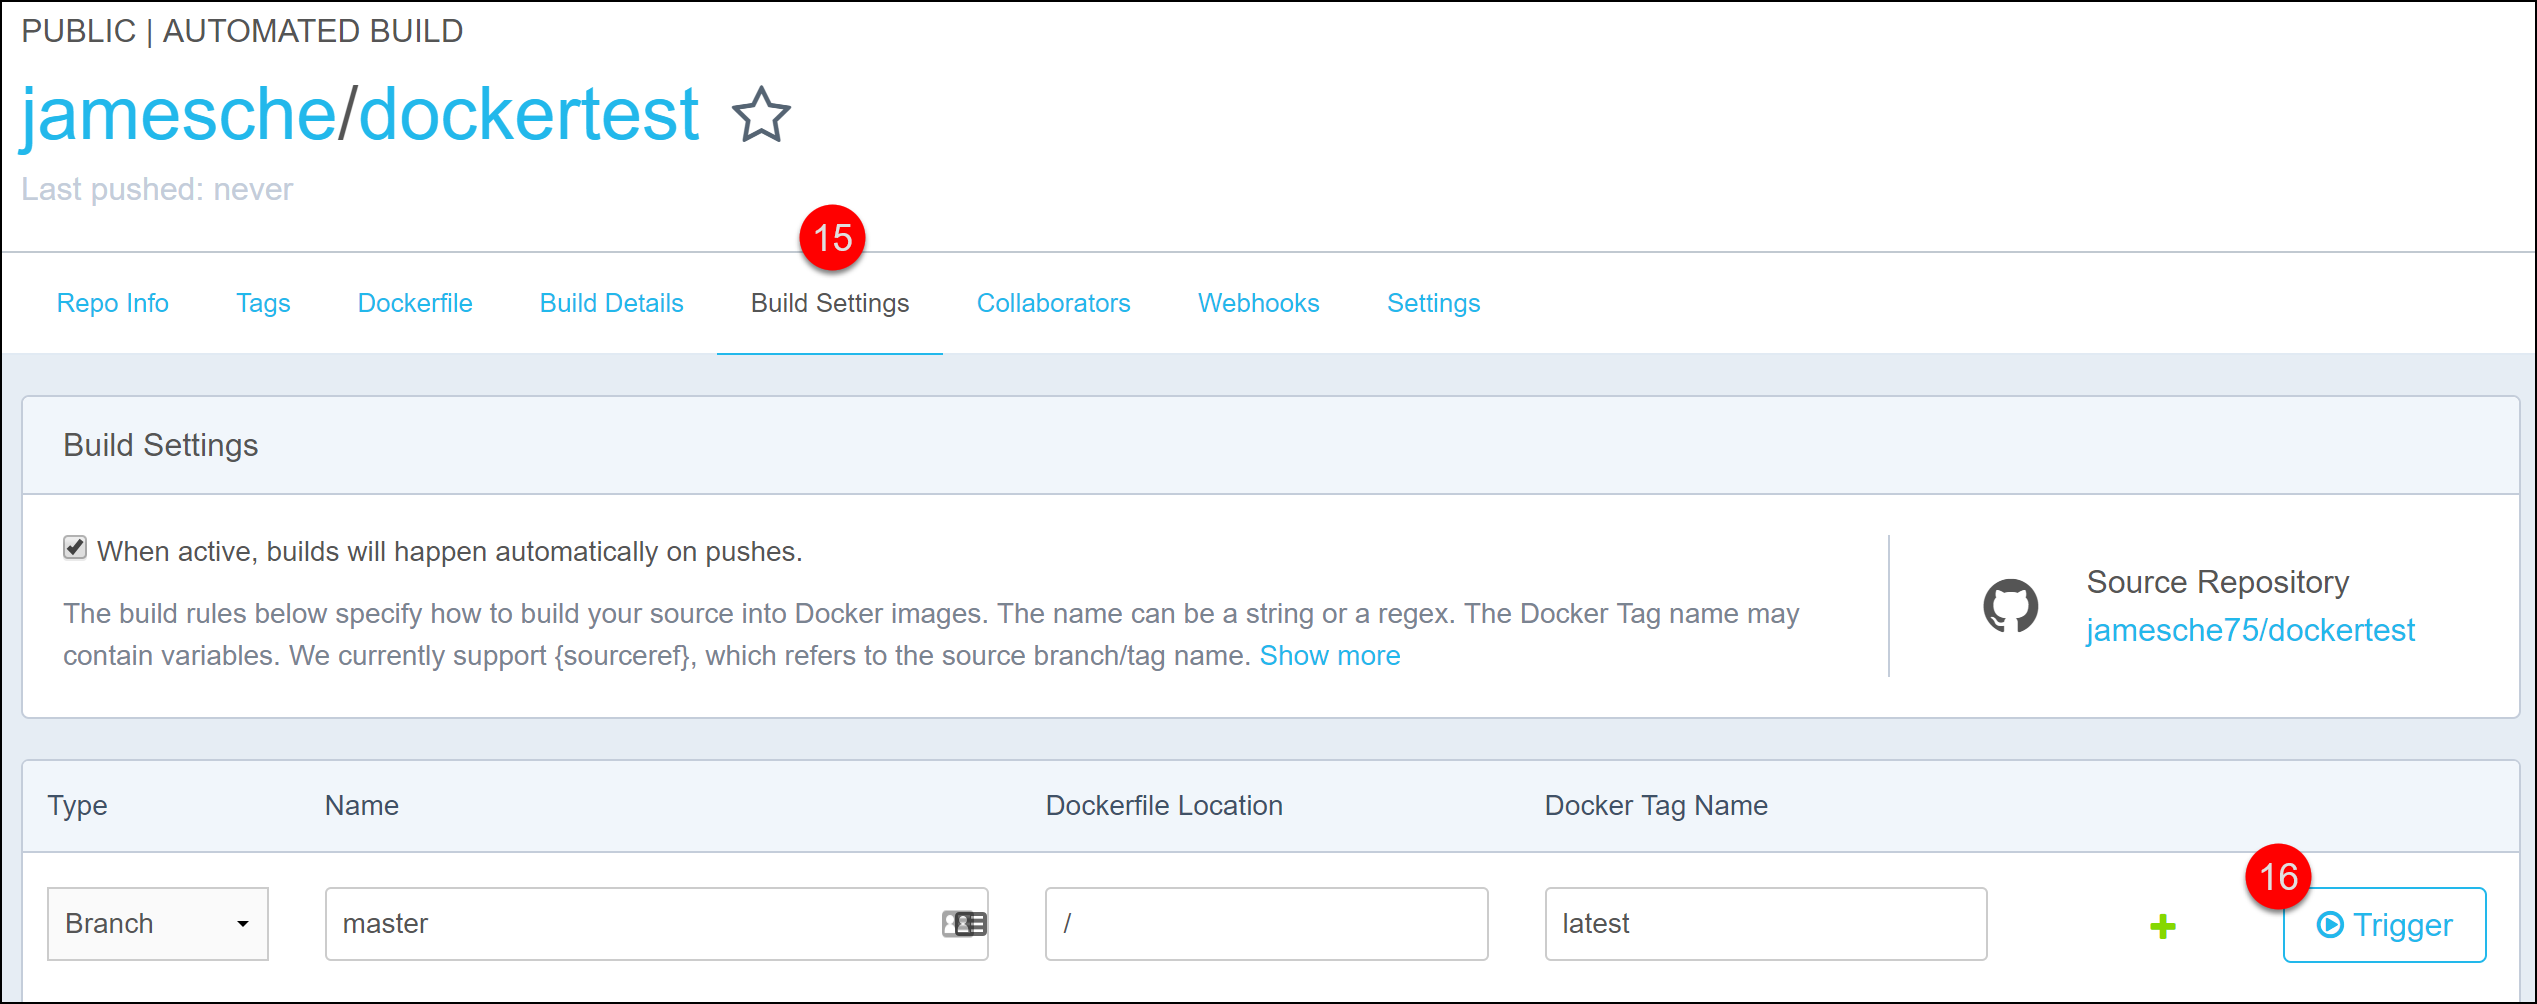 PUBLIC | AUTOMATED BUILD
jamesche/dockertest
Last pushed: never
15
Repo Info Tags Dockerfile Build Details Build Settings Collaborators Webhooks Settings
Build Settings
When active, builds will happen automatically on pushes.
The build rules below specify how to build your source into Docker images. The name can be a string or a regex. The Docker Tag name may
contain variables. We currently support {sourceref}, which refers to the source branch/tag name. Show more
Source Repository
jamesche75/dockertest
Type Name Dockerfile Location Docker Tag Name
16
Branch master / latest Trigger